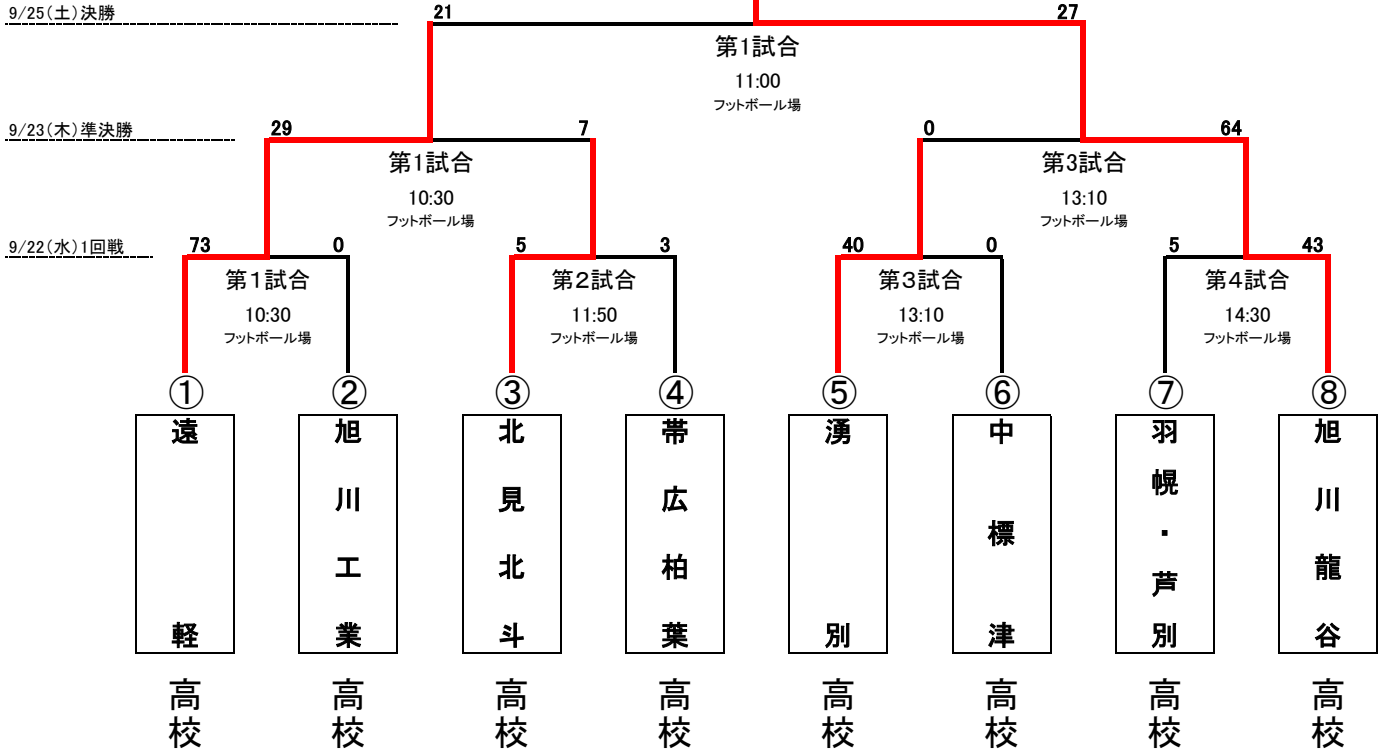 9/25(土)決勝
21
27
第1試合
11:00
フットボール場
9/23(木)準決勝
29
7
0
64
第1試合
第3試合
10:30
13:10
フットボール場
フットボール場
9/22(水)1回戦
73
0
5
3
40
0
5
43
第1試合
第2試合
第3試合
第4試合
10:30
11:50
13:10
14:30
フットボール場
フットボール場
フットボール場
フットボール場
①
②
③
④
⑤
⑥
⑦
⑧
遠軽
旭川工業
北見北斗
帯広柏葉
湧別
中標津
羽幌・芦別
旭川龍谷
高校
高校
高校
高校
高校
高校
高校
高校